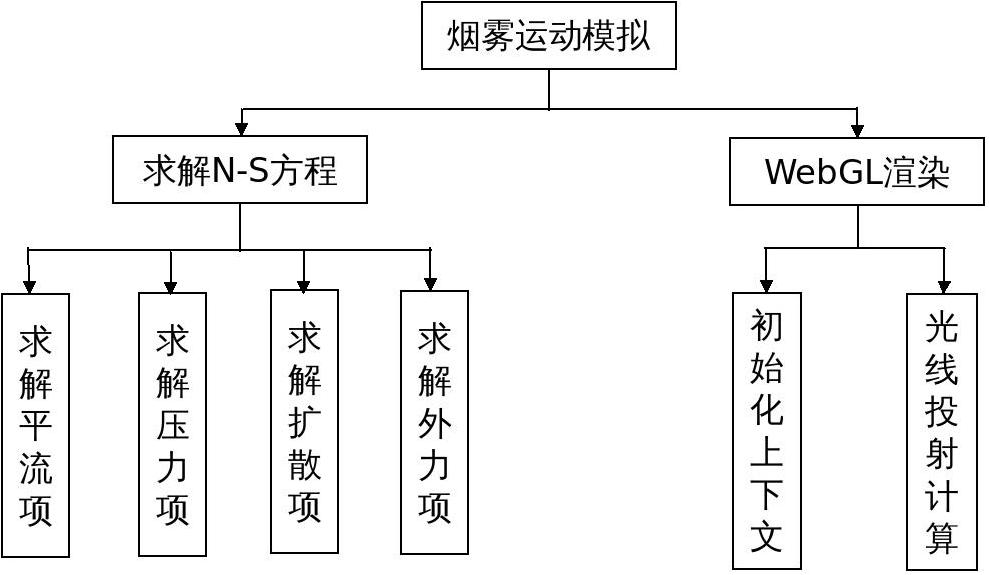 烟雾运动模拟
求解N-S方程
WebGL渲染
求解平流项
求解压力项
求解扩散项
求解外力项
初始化上下文
光线投射计算